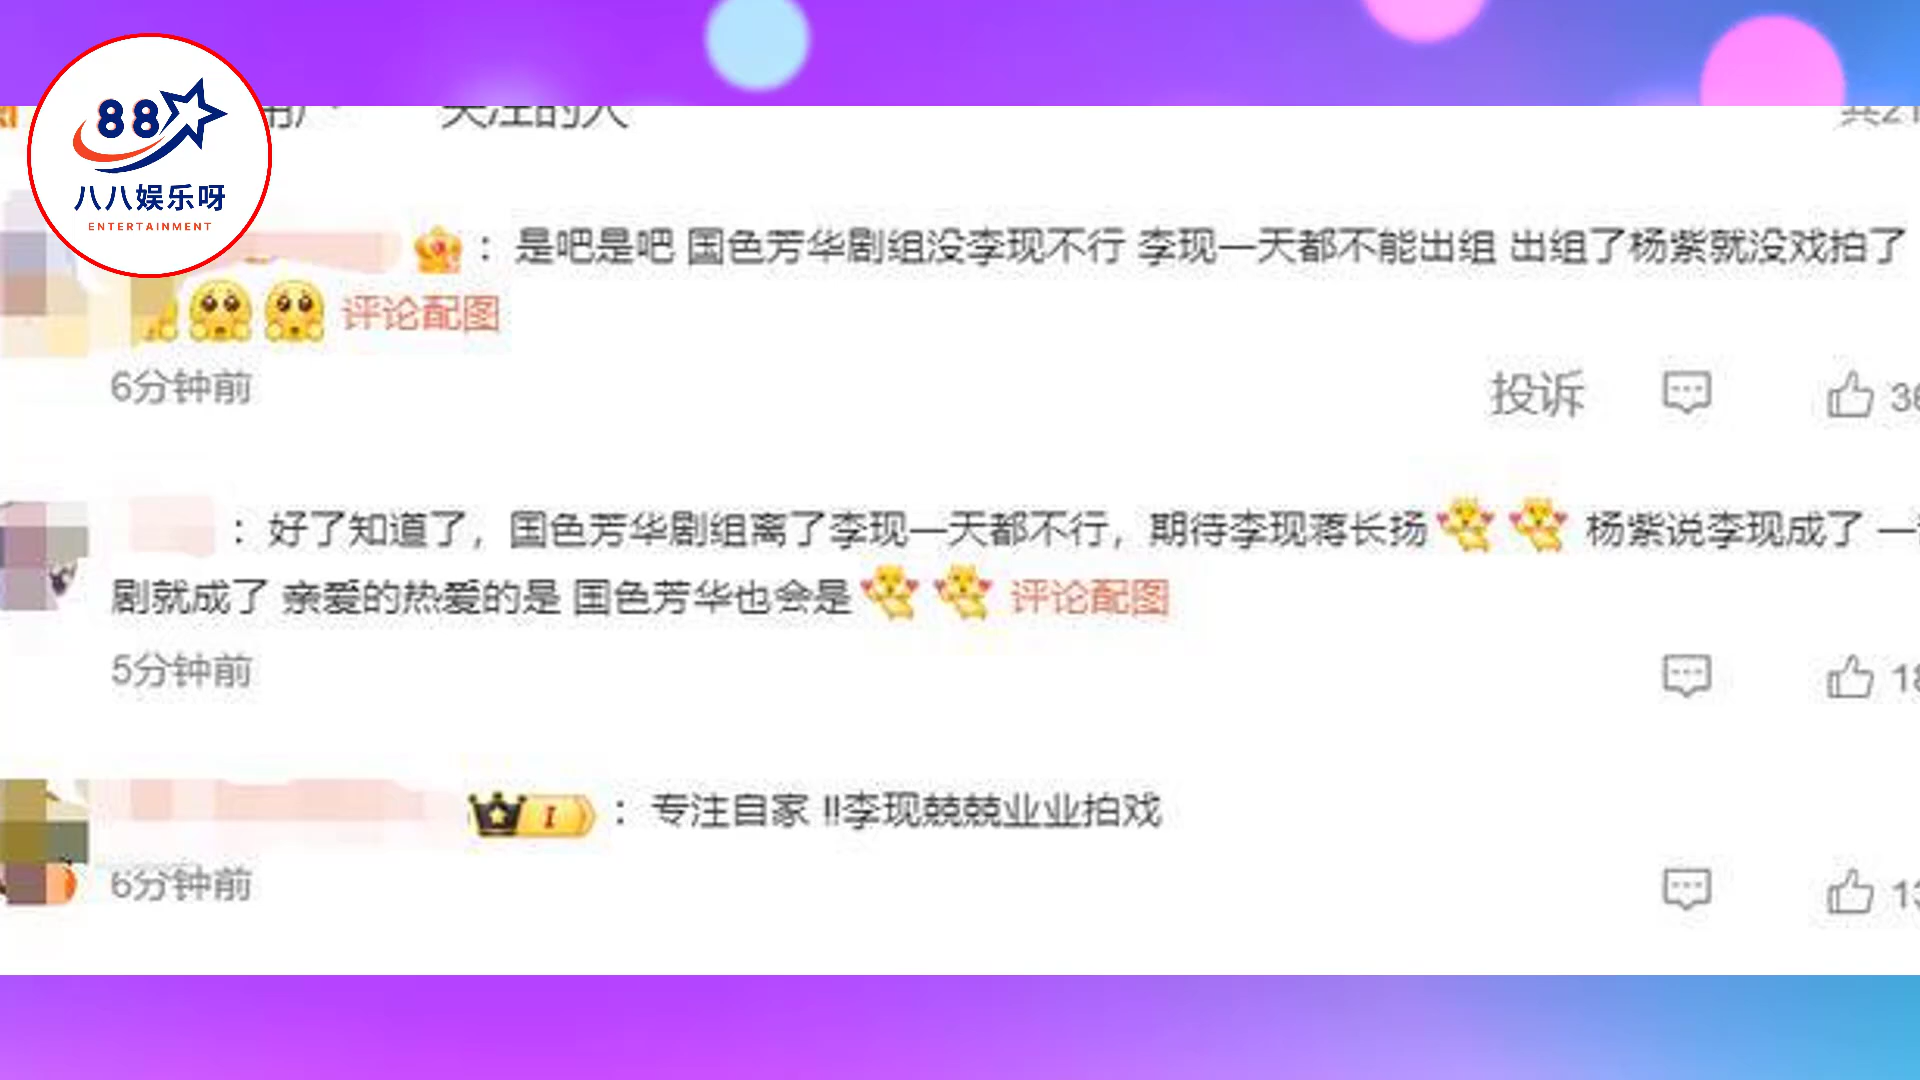 关注的人
88
八八娱乐呀
ENTERTAINMENT
：是吧是吧 国色芳华剧组没李现不行 李现一天都不能出组 出组了杨紫就没戏拍了
评论配图
6分钟前
投诉
：好了知道了，国色芳华剧组离了李现一天都不行，期待李现蒋长扬 杨紫说李现成了 一
剧就成了 亲爱的热爱的是 国色芳华也会是 评论配图
5分钟前
I ：专注自家 !!李现兢兢业业拍戏
6分钟前